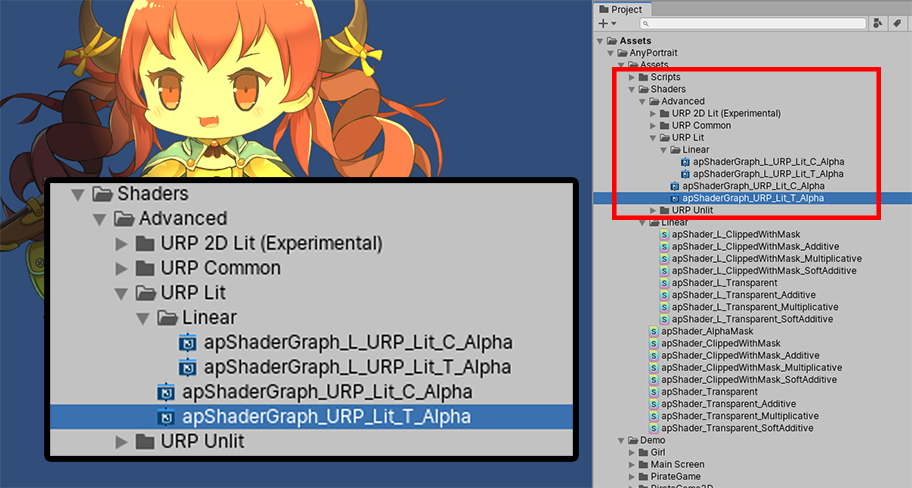 Shaders
Advanced
URP 2D Lit (Experimental)
URP Common
URP Lit
Linear
apShaderGraph_L_URP_Lit_C_Alpha
apShaderGraph_L_URP_Lit_T_Alpha
apShaderGraph_URP_Lit_C_Alpha
apShaderGraph_URP_Lit_T_Alpha
URP Unlit
Project
Assets
AnyPortrait
Assets
Scripts
Shaders
Advanced
URP 2D Lit (Experimental)
URP Common
URP Lit
Linear
apShaderGraph_L_URP_Lit_C_Alpha
apShaderGraph_L_URP_Lit_T_Alpha
apShaderGraph_URP_Lit_C_Alpha
apShaderGraph_URP_Lit_T_Alpha
URP Unlit
Linear
apShader_L_ClippedWithMask
apShader_L_ClippedWithMask_Additive
apShader_L_ClippedWithMask_Multiplicative
apShader_L_ClippedWithMask_SoftAdditive
apShader_L_Transparent
apShader_L_Transparent_Additive
apShader_L_Transparent_Multiplicative
apShader_L_Transparent_SoftAdditive
apShader_AlphaMask
apShader_ClippedWithMask
apShader_ClippedWithMask_Additive
apShader_ClippedWithMask_Multiplicative
apShader_ClippedWithMask_SoftAdditive
apShader_Transparent
apShader_Transparent_Additive
apShader_Transparent_Multiplicative
apShader_Transparent_SoftAdditive
Demo
Girl
Main Screen
PirateGame
PirateGame2D